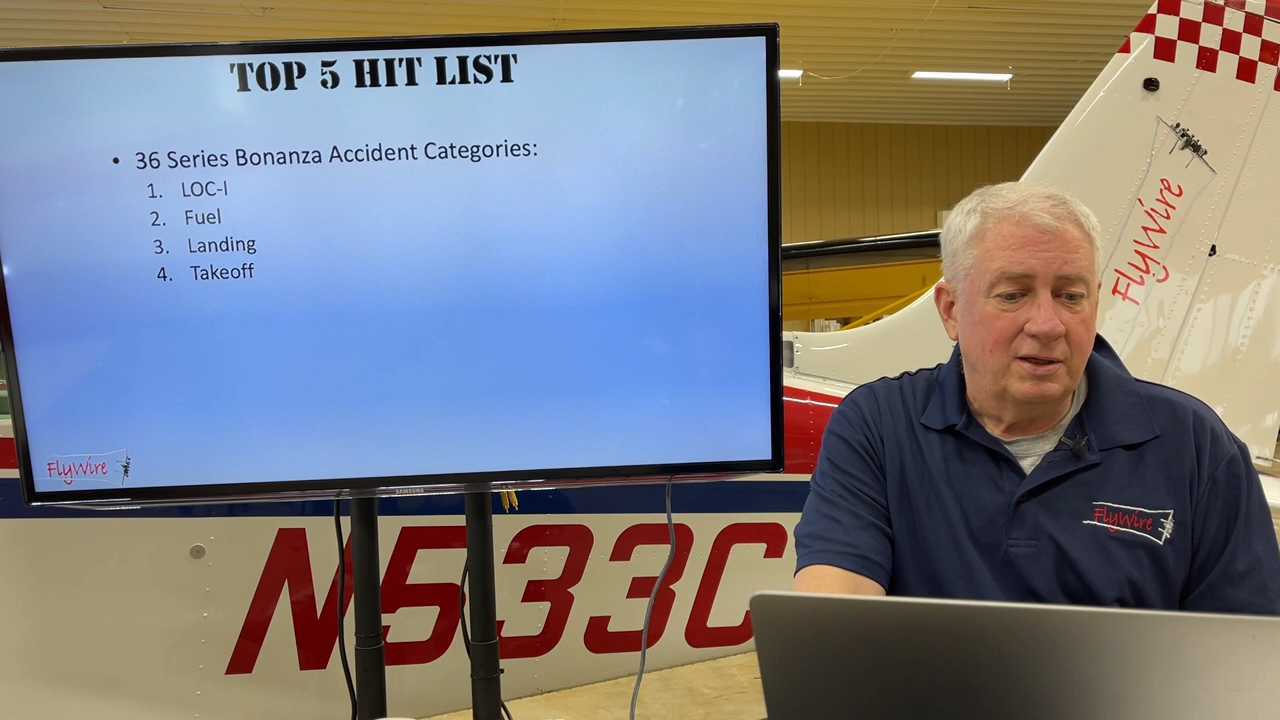 TOP 5 HIT LIST
• 36 Series Bonanza Accident Categories:
1. LOC-I
2. Fuel
3. Landing
4. Takeoff
FlyWire
SAMSUNG
N533C
FlyWire
FlyWire